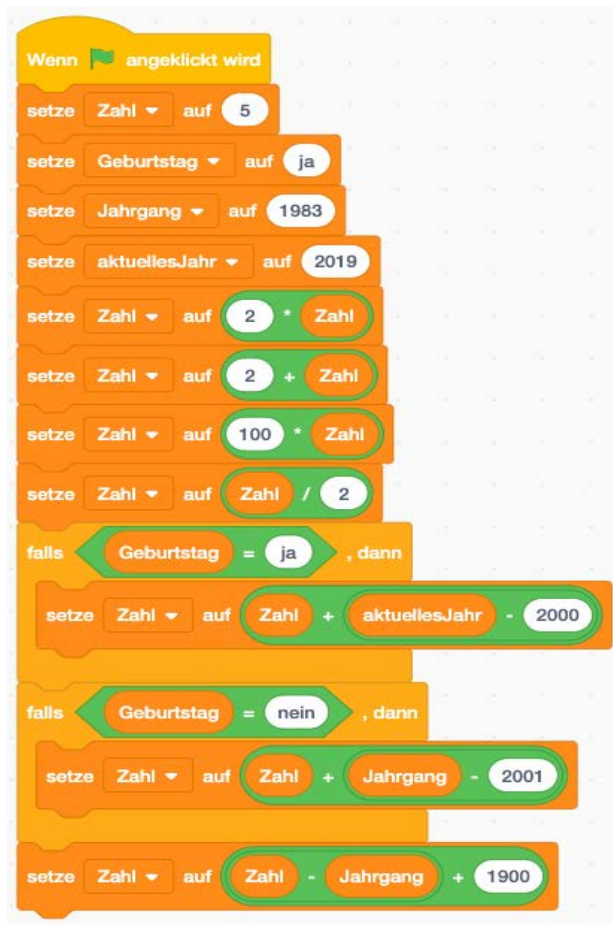 Wenn angeklickt wird
setze Zahl auf 5
setze Geburtstag auf ja
setze Jahrgang auf 1983
setze aktuellesJahr auf 2019
setze Zahl auf 2 * Zahl
setze Zahl auf 2 + Zahl
setze Zahl auf 100 * Zahl
setze Zahl auf Zahl / 2
falls Geburtstag = ja , dann
setze Zahl auf Zahl + aktuellesJahr - 2000
falls Geburtstag = nein , dann
setze Zahl auf Zahl + Jahrgang - 2001
setze Zahl auf Zahl - Jahrgang + 1900